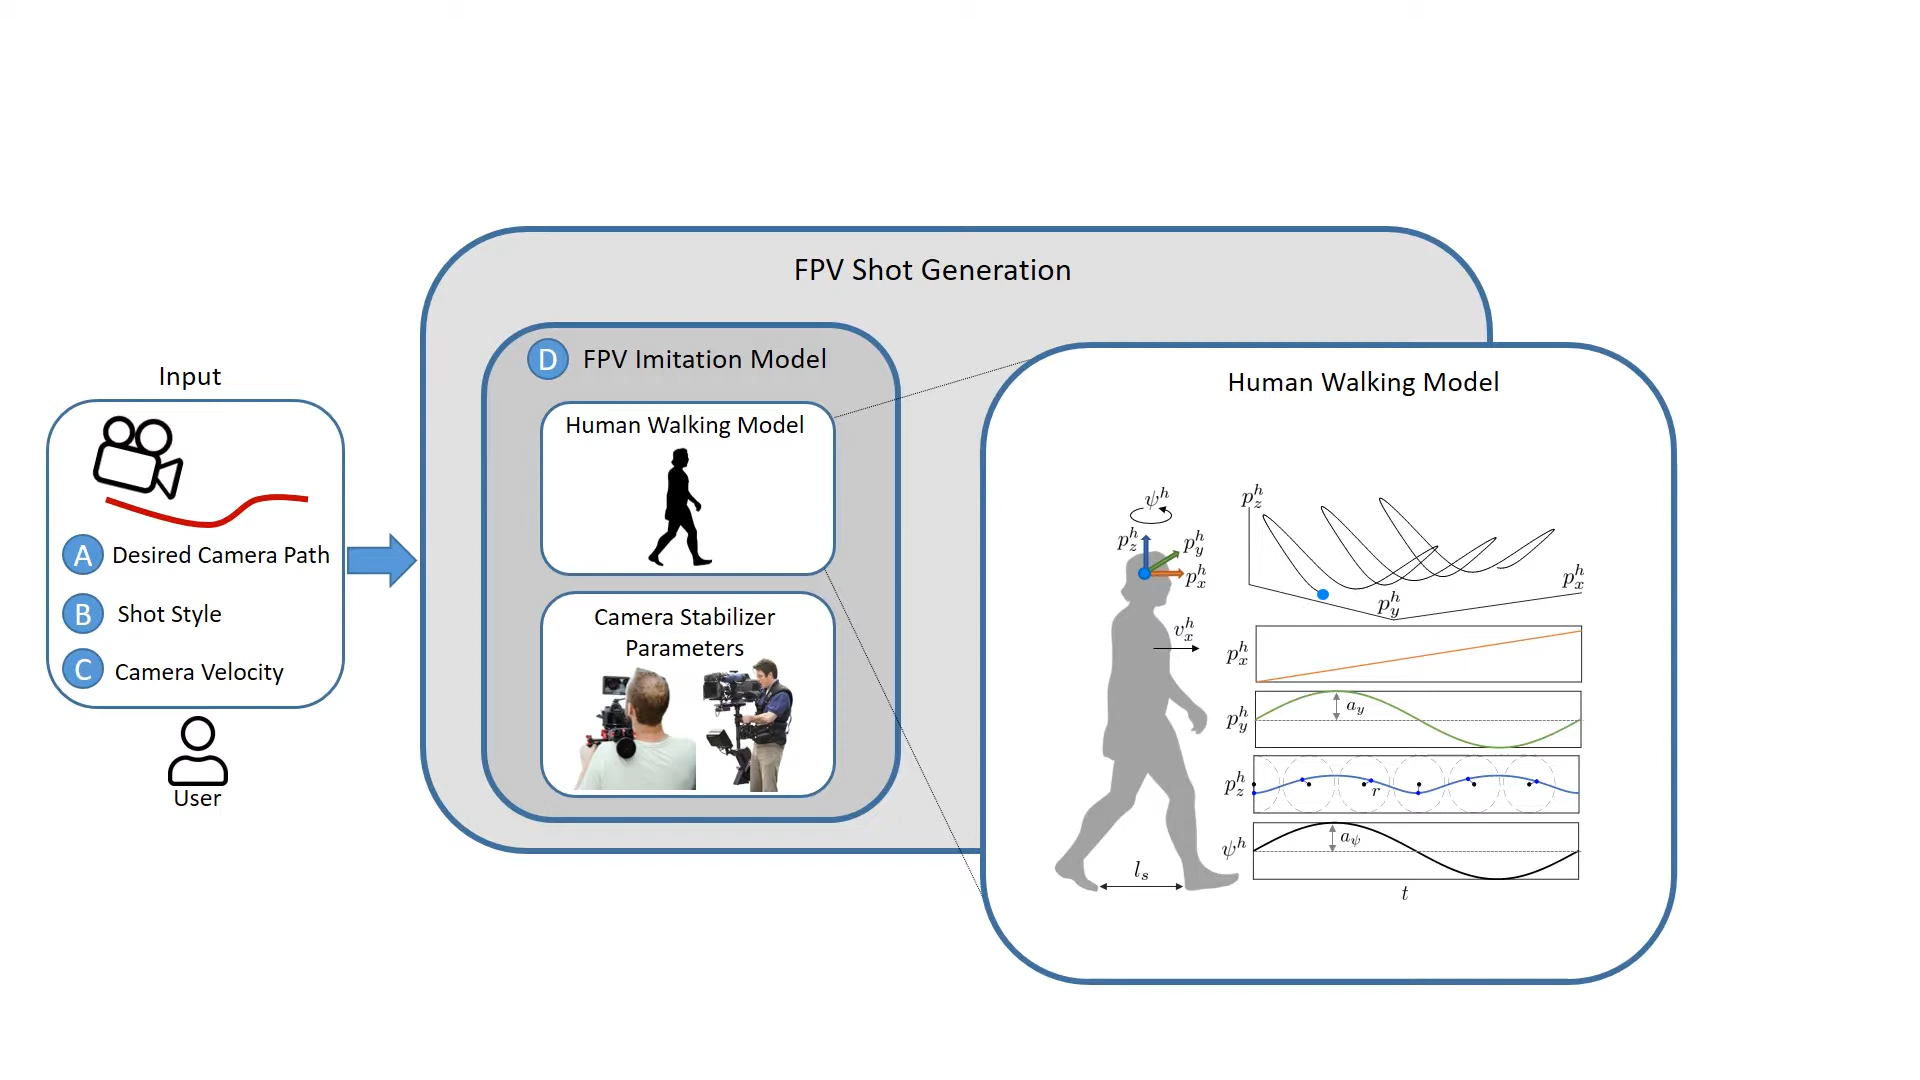 FPV Shot Generation
D FPV Imitation Model
Human Walking Model
Camera Stabilizer
Parameters
Input
A Desired Camera Path
B Shot Style
C Camera Velocity
User
Human Walking Model
ψ^h
p_z^h
p_y^h
p_x^h
v_x^h
l_s
p_z^h
p_y^h
p_x^h
p_x^h
p_y^h
a_y
p_z^h
r
ψ^h
a_ψ
t